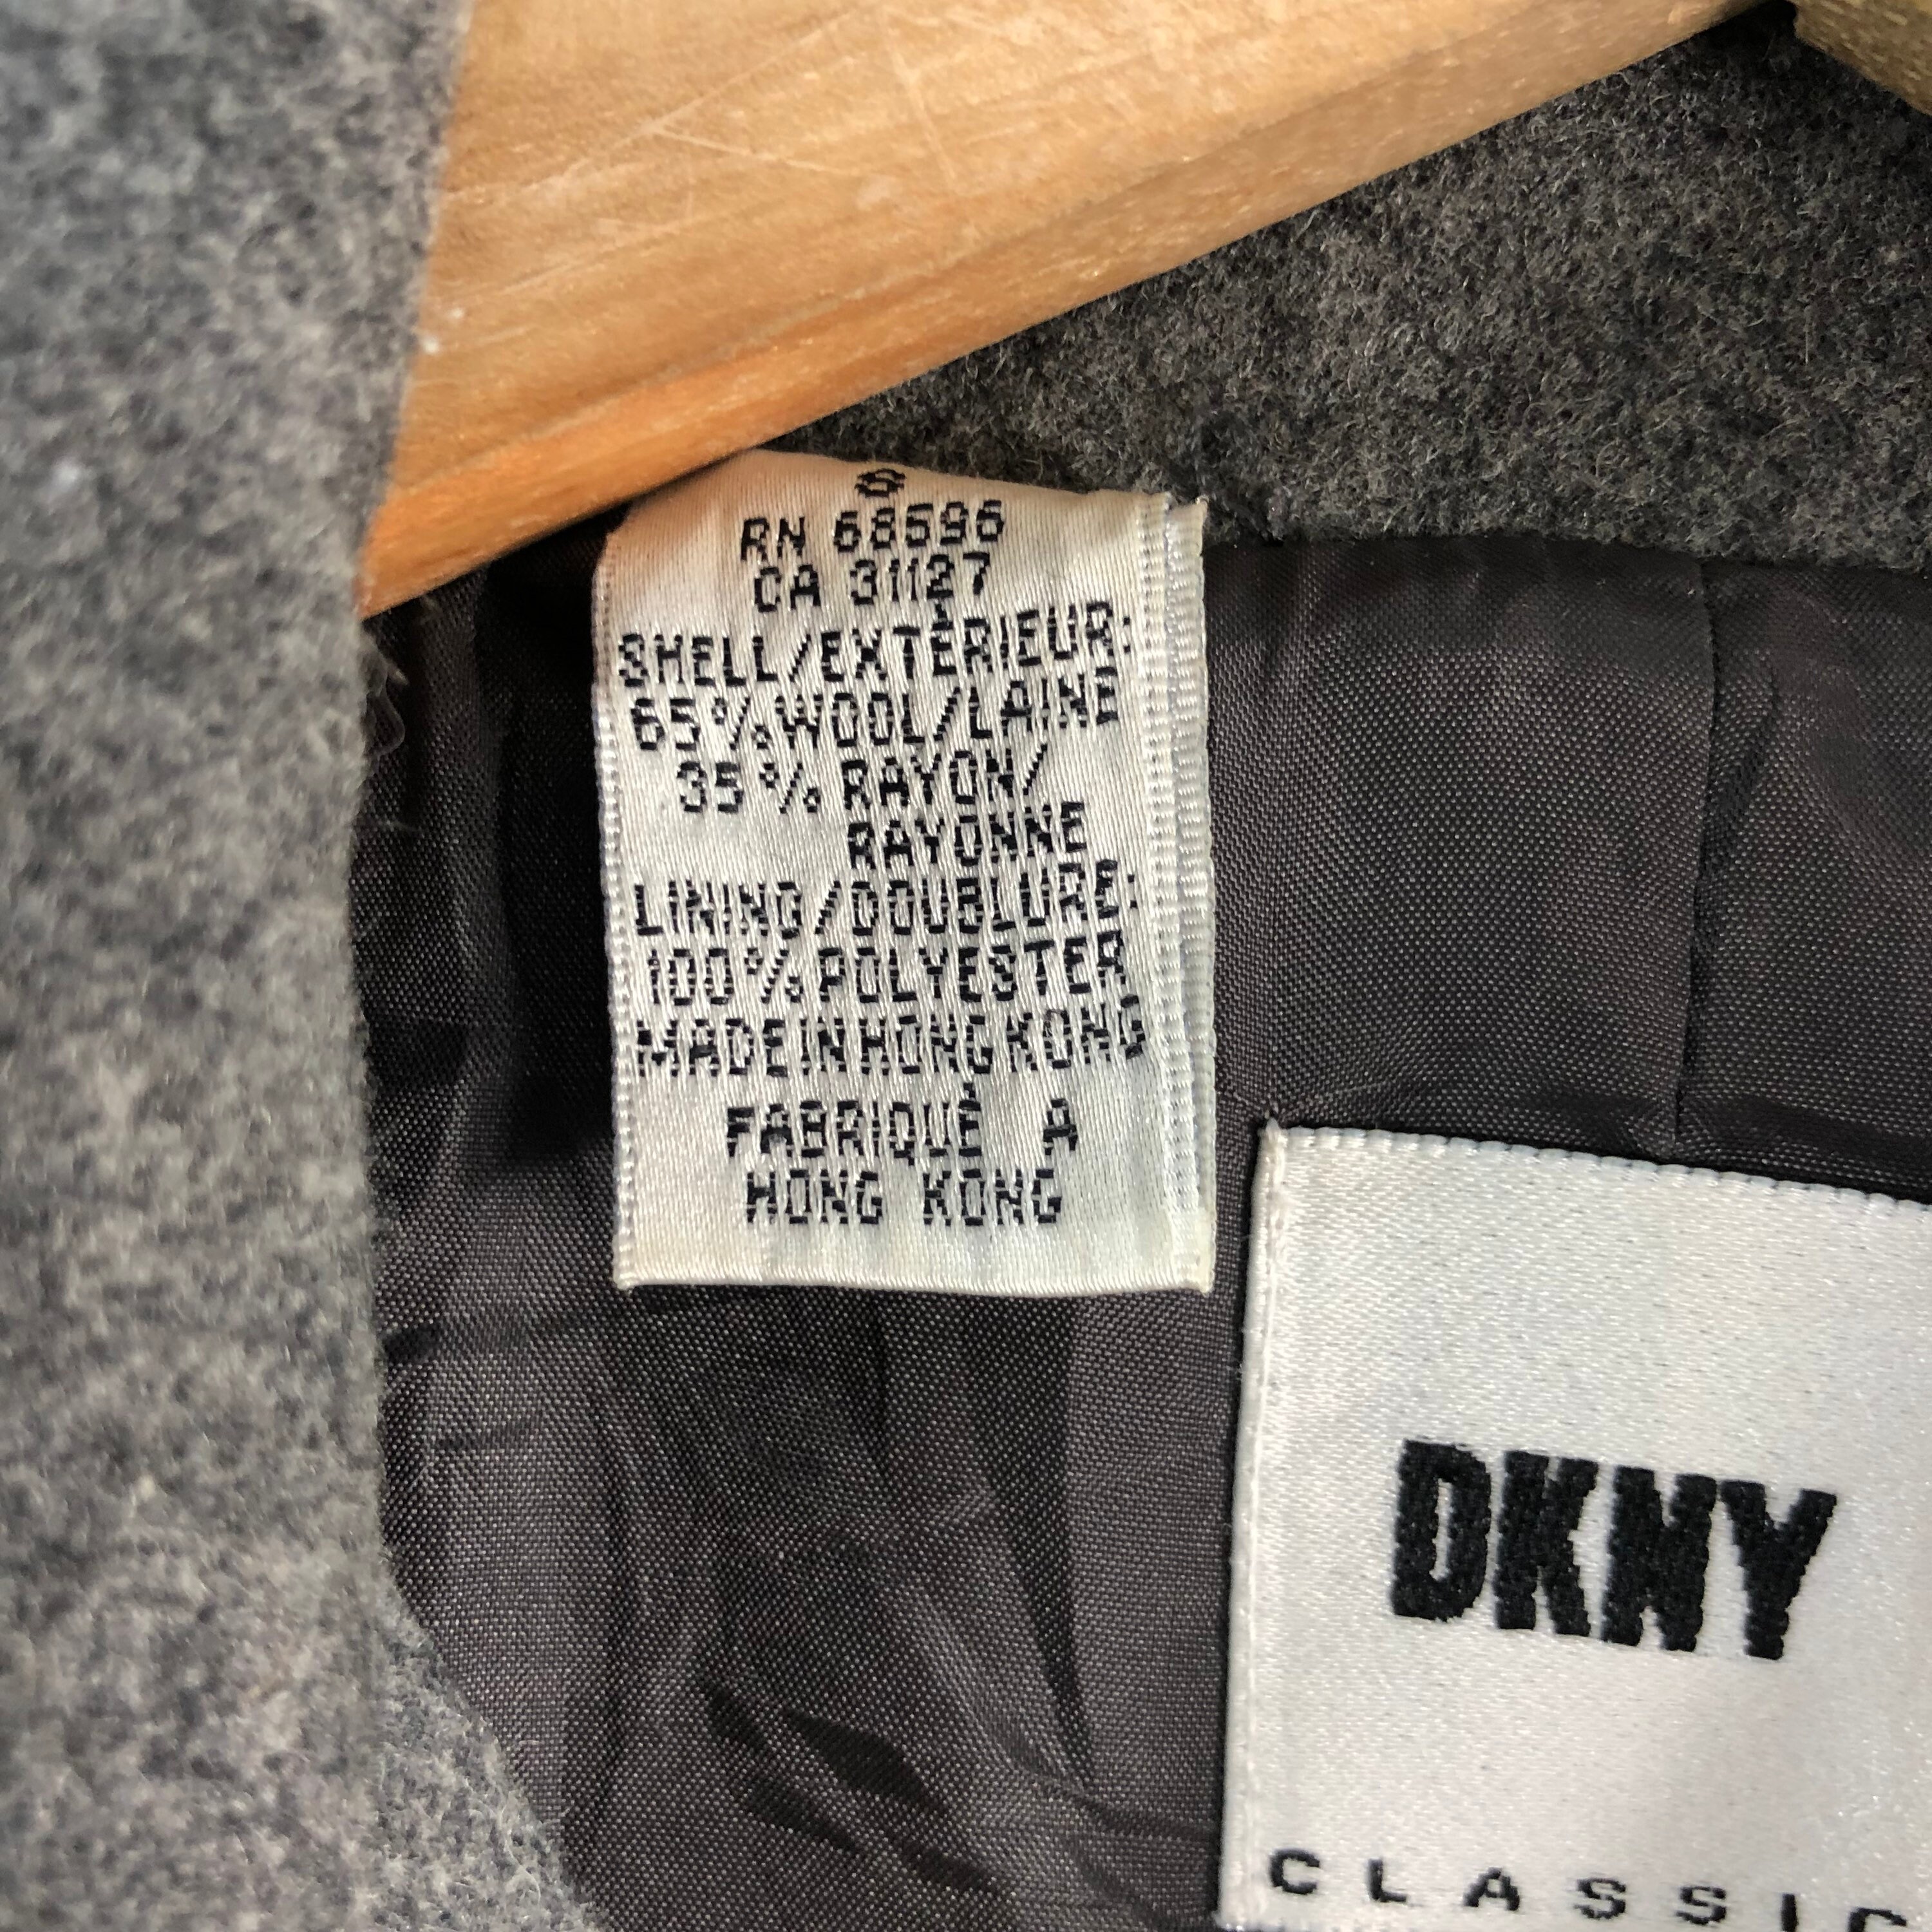 S
RN 68596
CA 31127
SHELL/EXTÉRIEUR:
65% WOOL/LAINE
35% RAYON/
RAYONNE
LINING/DOUBLURE:
100% POLYESTER
MADE IN HONG KONG
FABRIQUÉ A
HONG KONG
DKNY
CLASSIC